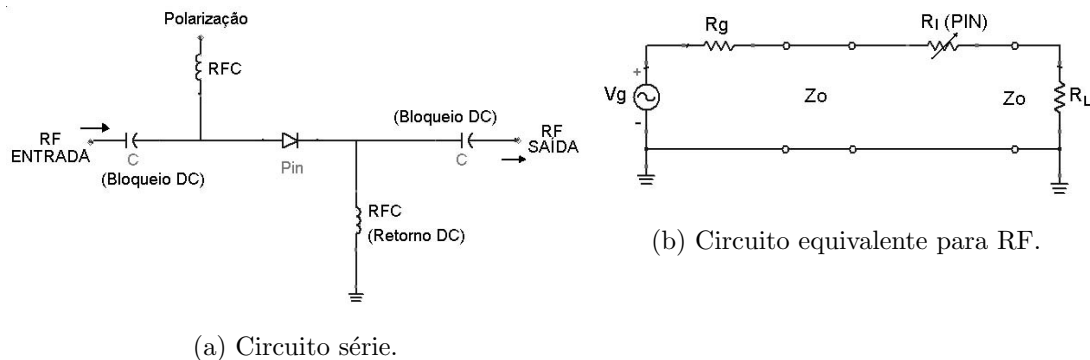 Polarização
RFC
RF
ENTRADA
C
(Bloqueio DC)
Pin
(Bloqueio DC)
C
RF
SAÍDA
RFC
(Retorno DC)
(a) Circuito série.
Rg
RI (PIN)
+
Vg
-
Zo
Zo
RL
(b) Circuito equivalente para RF.